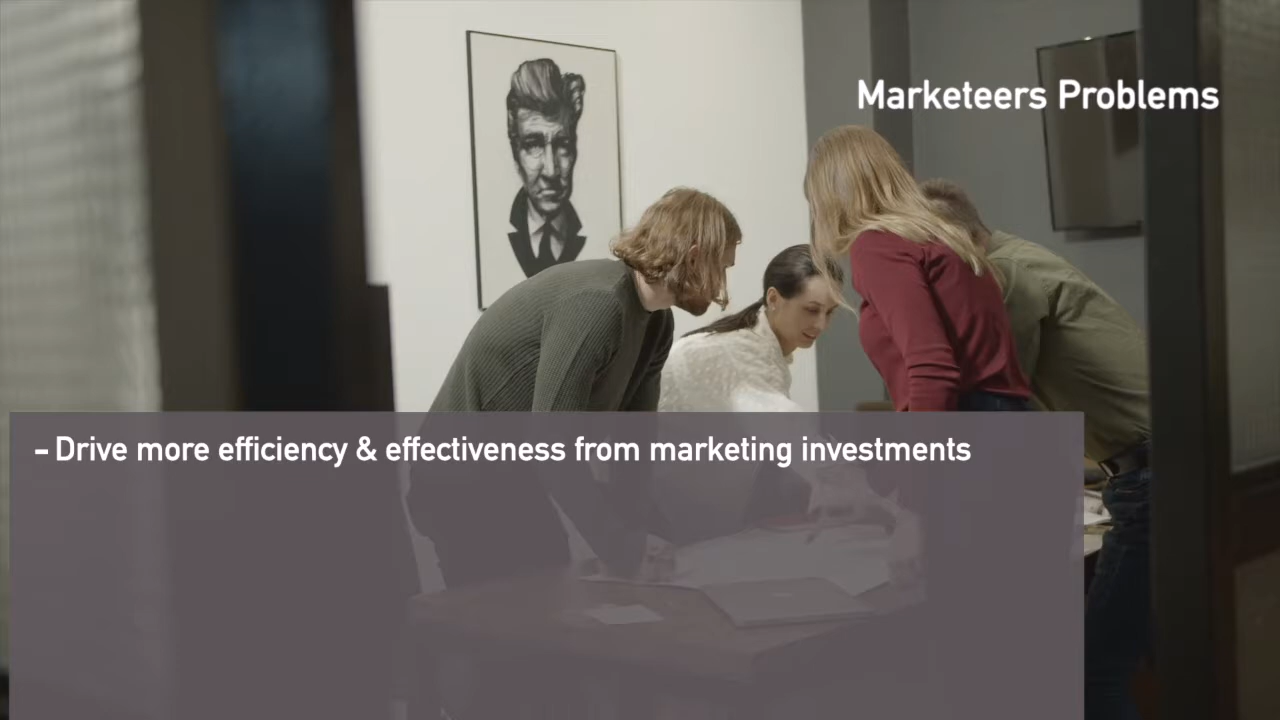 Marketeers Problems
- Drive more efficiency & effectiveness from marketing investments